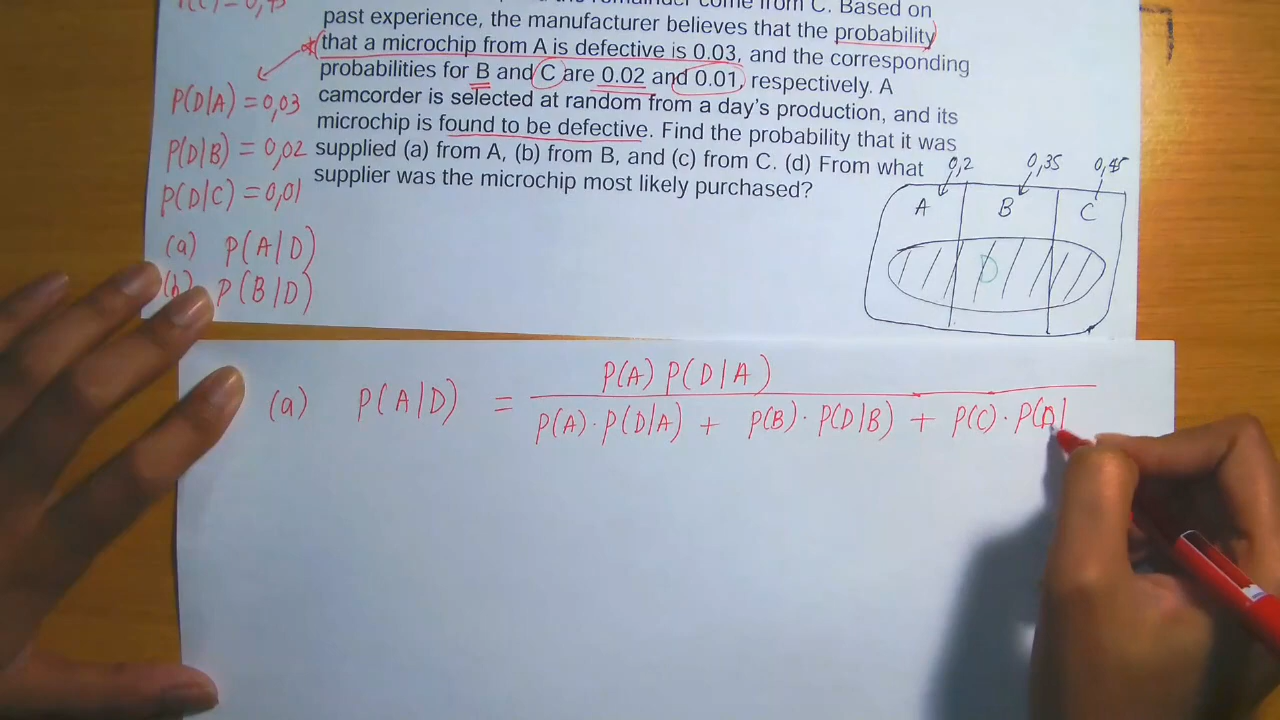 P(C) = 0,45
remainder come from C. Based on
past experience, the manufacturer believes that the probability
that a microchip from A is defective is 0.03, and the corresponding
probabilities for B and C are 0.02 and 0.01, respectively. A
camcorder is selected at random from a day's production, and its
microchip is found to be defective. Find the probability that it was
supplied (a) from A, (b) from B, and (c) from C. (d) From what
supplier was the microchip most likely purchased?
P(D|A) = 0,03
P(D|B) = 0,02
P(D|C) = 0,01
(a) P(A|D)
(b) P(B|D)
0,2 0,35 0,45
A B C
D
(a) P(A|D) = P(A) P(D|A)
P(A)·P(D|A) + P(B)·P(D|B) + P(C)·P(D|